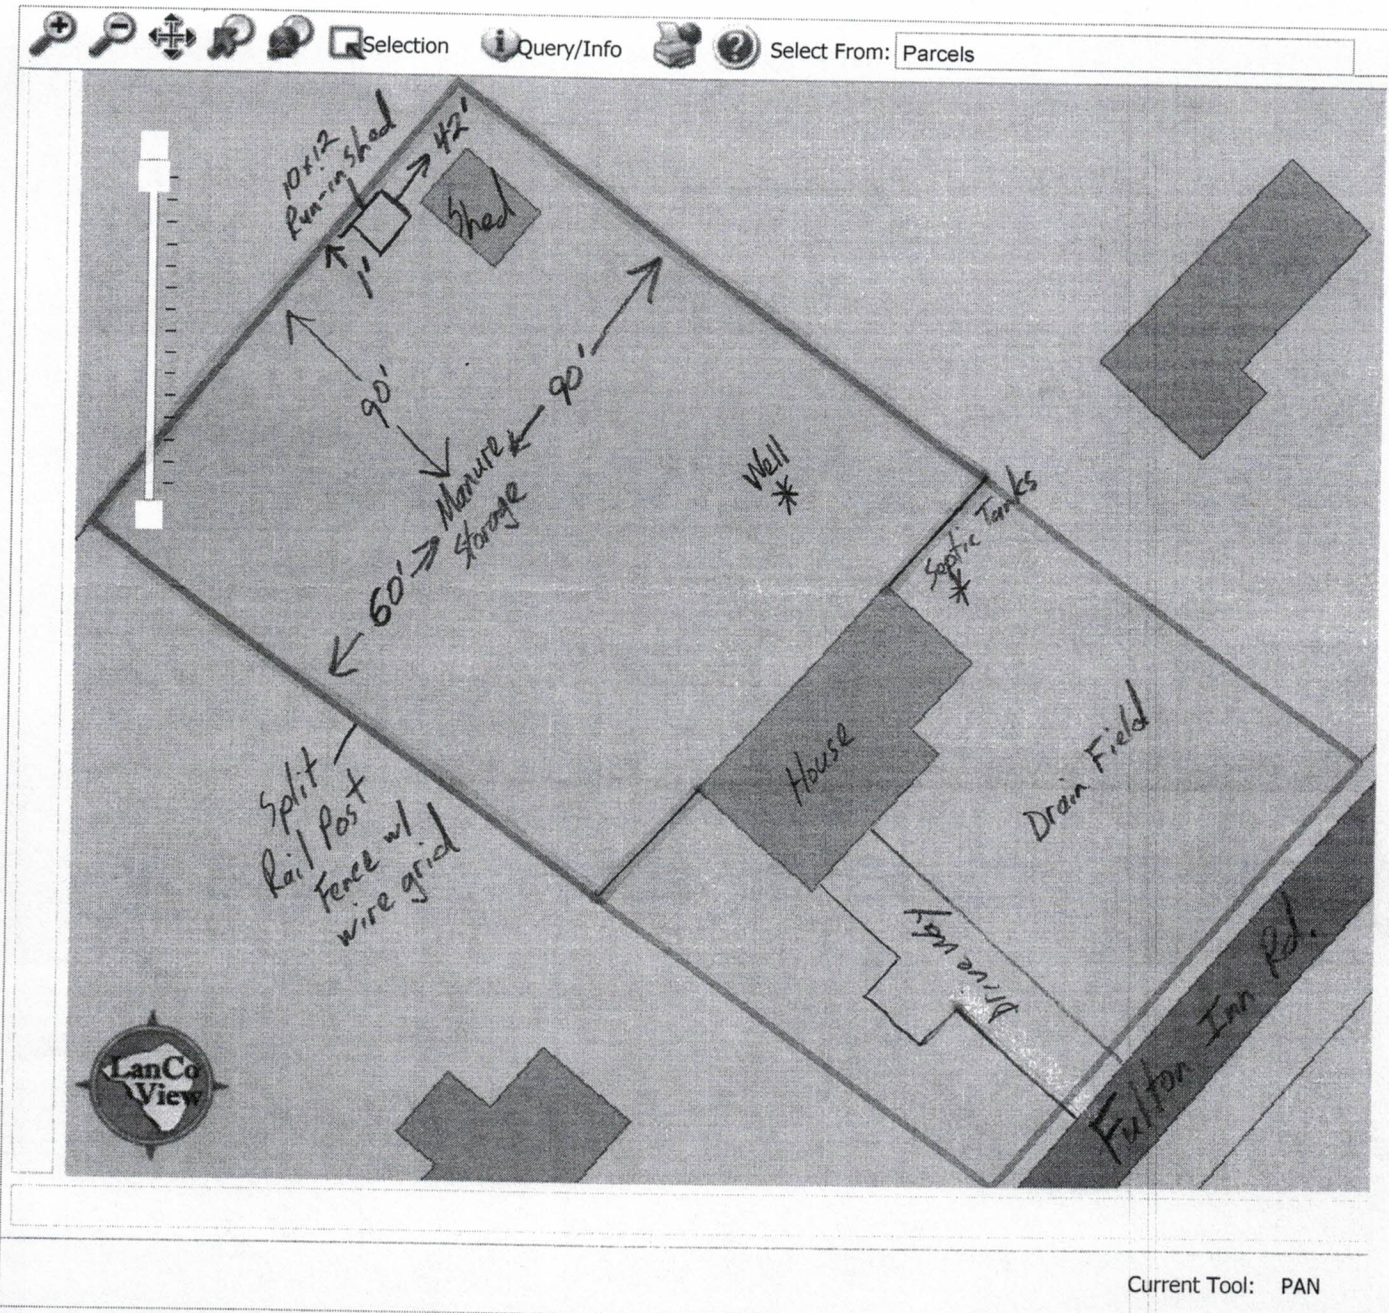 Selection
Query/Info
Select From:
Parcels
10x12
Run-in shed
42'
Shed
1'
90'
90'
Manure
Storage
60'
Well
Septic Tanks
House
Drain Field
Split
Rail Post
Fence w/
wire grid
Driveway
Fulton Inn Rd.
LanCo
View
Current Tool: PAN